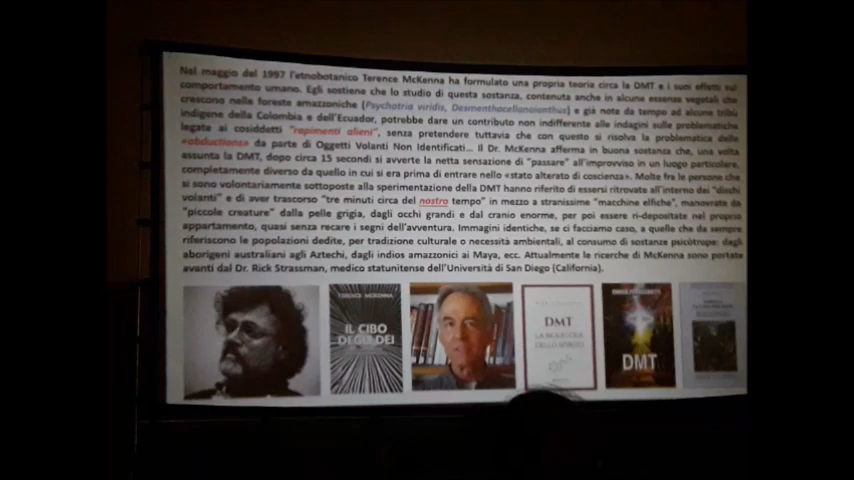 Nel maggio del 1997 l'etnobotanico Terence McKenna ha formulato una propria teoria circa la DMT e i suoi effetti sul
comportamento umano. Egli sostiene che lo studio di questa sostanza, contenuta anche in alcune essenze vegetali che
crescono nelle foreste amazzoniche (Psychotria viridis, Desmenthocellanoianthus) e già note da tempo ad alcune tribù
indigene della Colombia e dell'Ecuador, potrebbe dare un contributo non indifferente alle indagini sulle problematiche
legate ai cosiddetti "rapimenti alieni", senza pretendere tuttavia che con questo si risolva la problematica delle
«abductions» da parte di Oggetti Volanti Non Identificati... Il Dr. McKenna afferma in buona sostanza che, una volta
assunta la DMT, dopo circa 15 secondi si avverte la netta sensazione di "passare" all'improvviso in un luogo particolare,
completamente diverso da quello in cui si era prima di entrare nello «stato alterato di coscienza». Molte fra le persone che
si sono volontariamente sottoposte alla sperimentazione della DMT hanno riferito di essersi ritrovate all'interno dei "dischi
volanti" e di aver trascorso "tre minuti circa del nostro tempo" in mezzo a stranissime "macchine elfiche", manovrate da
"piccole creature" dalla pelle grigia, dagli occhi grandi e dal cranio enorme, per poi essere ri-depositate nel proprio
appartamento, quasi senza recare i segni dell'avventura. Immagini identiche, se ci facciamo caso, a quelle che da sempre
riferiscono le popolazioni dedite, per tradizione culturale o necessità ambientali, al consumo di sostanze psicòtrope: dagli
aborigeni australiani agli Aztechi, dagli indios amazzonici ai Maya, ecc. Attualmente le ricerche di McKenna sono portate
avanti dal Dr. Rick Strassman, medico statunitense dell'Università di San Diego (California).
TERENCE MCKENNA
IL CIBO
DEGLI DEI
DMT
LA MOLECOLA
DELLO SPIRITO
DMT